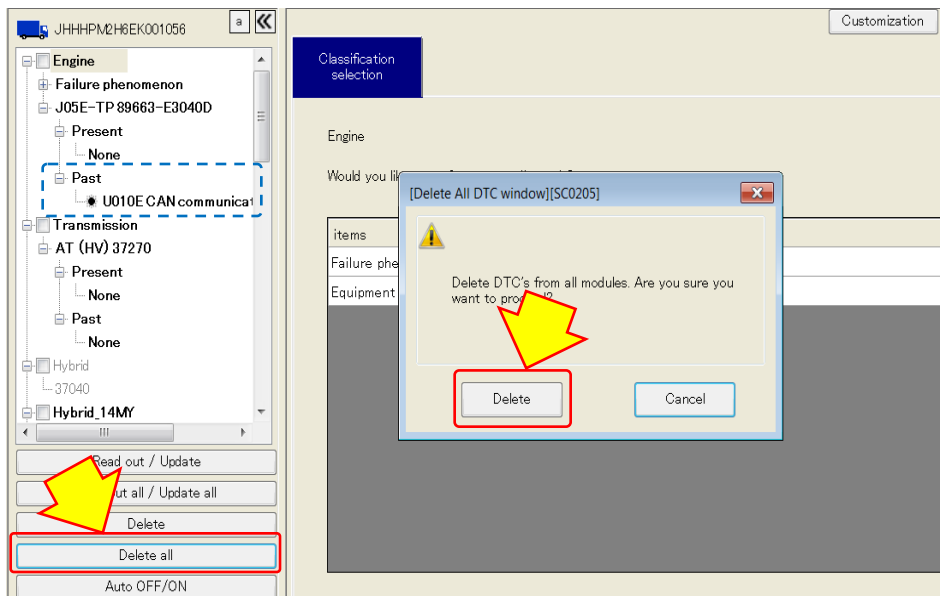 JHHHPM2H6EK001056
a
Customization
Engine
Failure phenomenon
J05E-TP 89663-E3040D
Present
None
Past
U010E CAN communicat
Transmission
AT (HV) 37270
Present
None
Past
None
Hybrid
37040
Hybrid_14MY
Read out / Update
ut all / Update all
Delete
Delete all
Auto OFF/ON
Classification
selection
Engine
Would you li
items
Failure phe
Equipment
[Delete All DTC window][SC0205]
Delete DTC's from all modules. Are you sure you
want to
Delete
Cancel